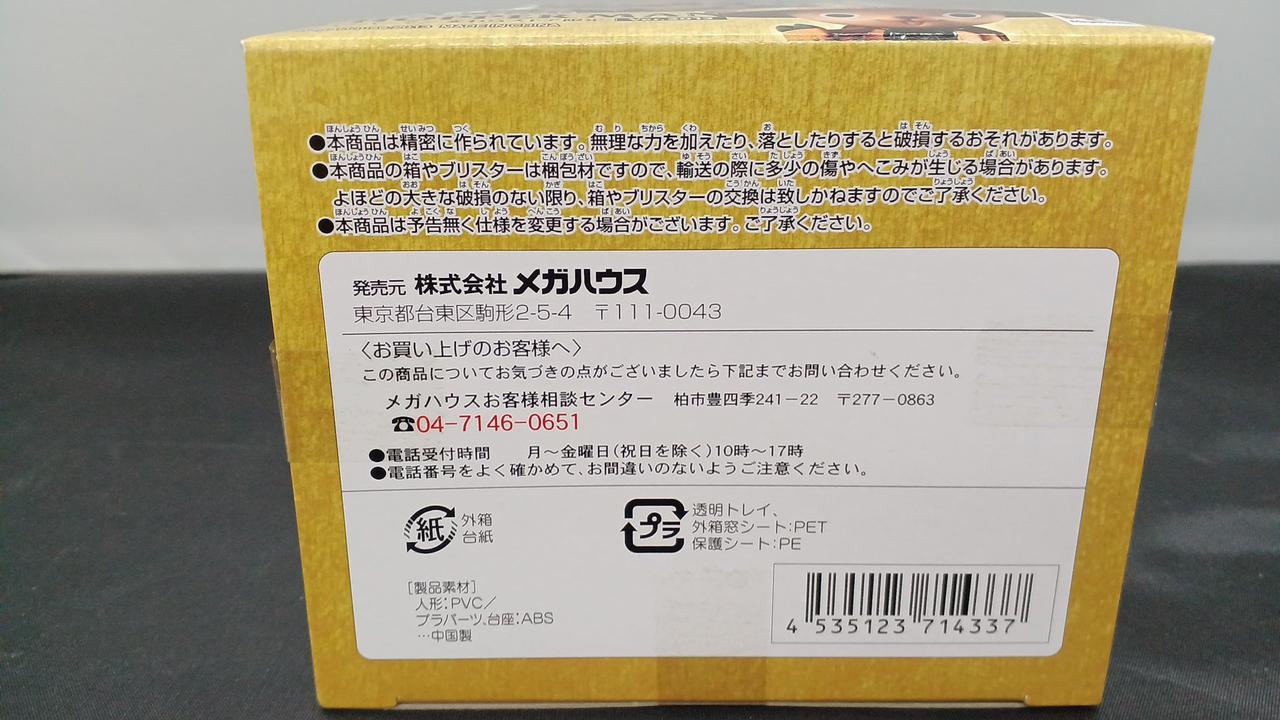 ●本商品は精密に作られています。無理な力を加えたり、落としたりすると破損するおそれがあります。
●本商品の箱やブリスターは梱包材ですので、輸送の際に多少の傷やへこみが生じる場合があります。
よほどの大きな破損のない限り、箱やブリスターの交換は致しかねますのでご了承ください。
●本商品は予告無く仕様を変更する場合がございます。ご了承ください。
発売元 株式会社 メガハウス
東京都台東区駒形2-5-4 〒111-0043
〈お買い上げのお客様へ〉
この商品についてお気づきの点がございましたら下記までお問い合わせください。
メガハウスお客様相談センター 柏市豊四季241-22 〒277-0863
☎04-7146-0651
●電話受付時間 月～金曜日(祝日を除く)10時～17時
●電話番号をよく確かめて、お間違いのないようご注意ください。
紙 外箱
台紙
プラ 透明トレイ、
外箱窓シート:PET
保護シート:PE
[製品素材]
人形:PVC/
プラパーツ、台座:ABS
…中国製
4 535123 714337